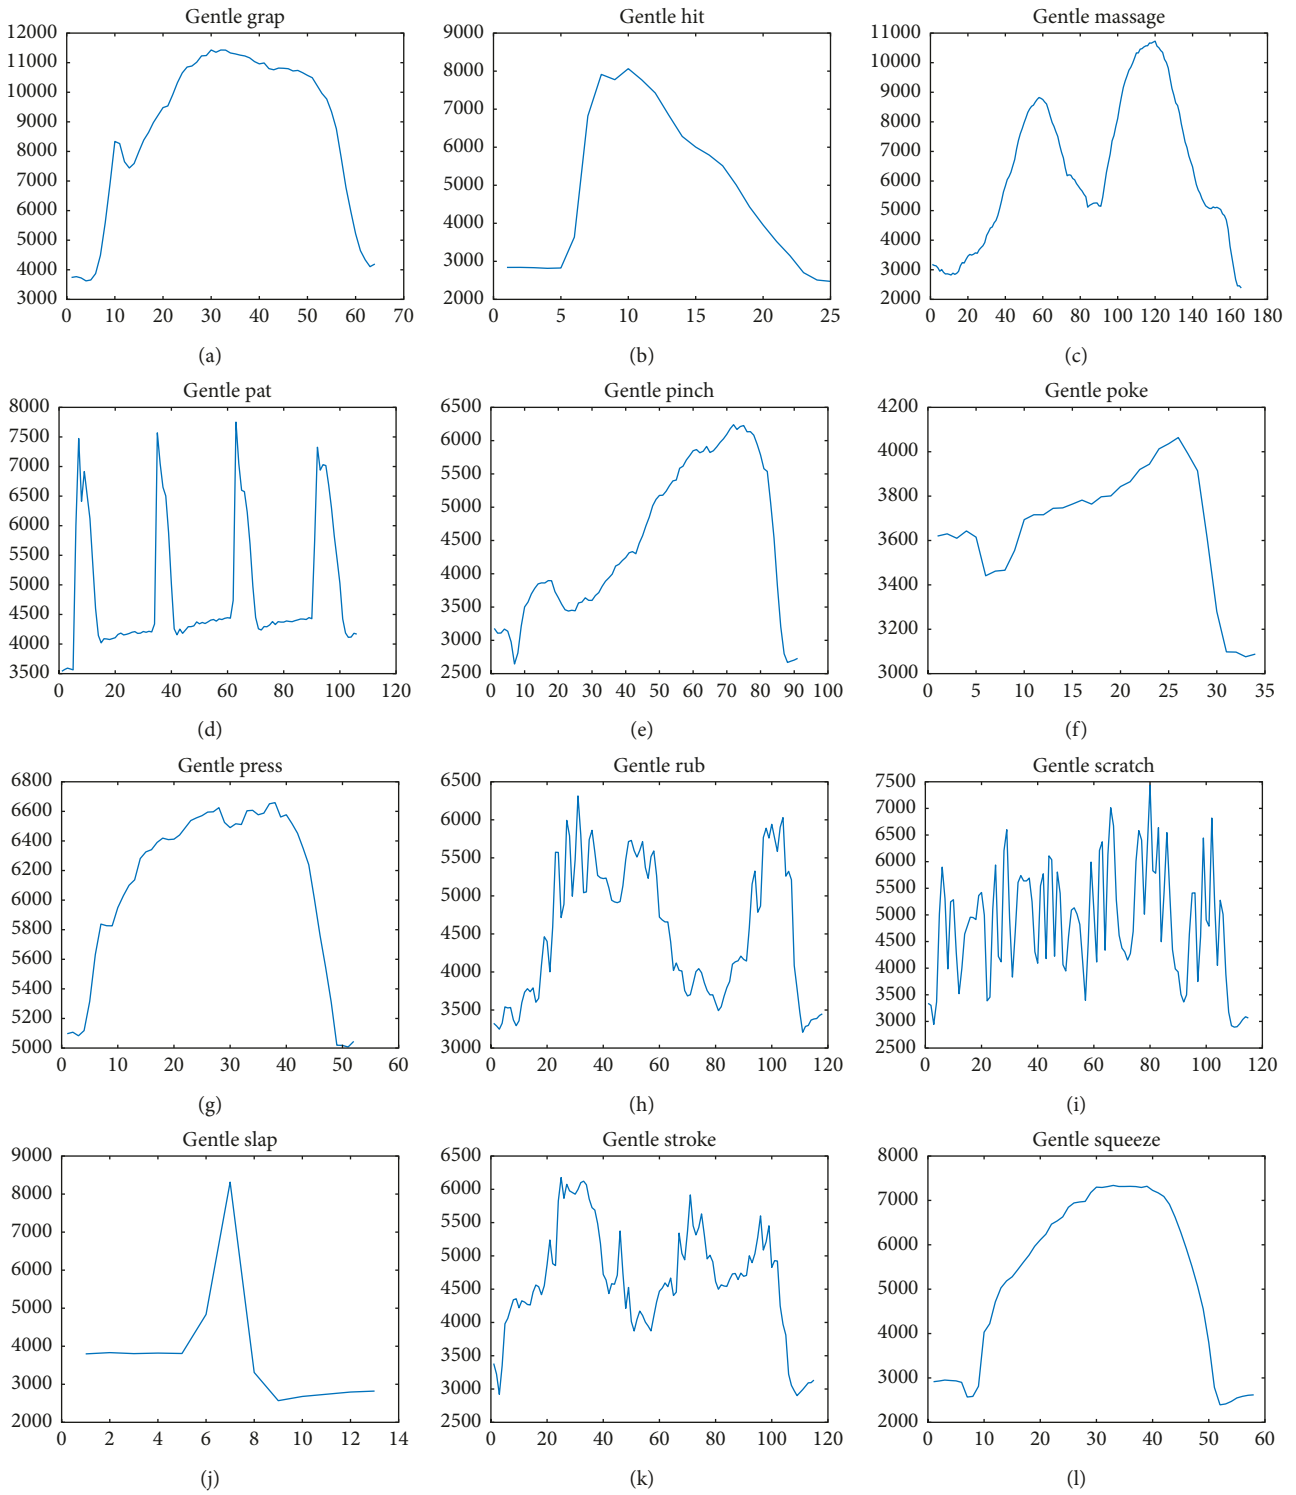 Gentle grap
12000
11000
10000
9000
8000
7000
6000
5000
4000
3000
0 10 20 30 40 50 60 70
(a)
Gentle hit
9000
8000
7000
6000
5000
4000
3000
2000
0 5 10 15 20 25
(b)
Gentle massage
11000
10000
9000
8000
7000
6000
5000
4000
3000
2000
0 20 40 60 80 100 120 140 160 180
(c)
Gentle pat
8000
7500
7000
6500
6000
5500
5000
4500
4000
3500
0 20 40 60 80 100 120
(d)
Gentle pinch
6500
6000
5500
5000
4500
4000
3500
3000
2500
0 10 20 30 40 50 60 70 80 90 100
(e)
Gentle poke
4200
4000
3800
3600
3400
3200
3000
0 5 10 15 20 25 30 35
(f)
Gentle press
6800
6600
6400
6200
6000
5800
5600
5400
5200
5000
0 10 20 30 40 50 60
(g)
Gentle rub
6500
6000
5500
5000
4500
4000
3500
3000
0 20 40 60 80 100 120
(h)
Gentle scratch
7500
7000
6500
6000
5500
5000
4500
4000
3500
3000
2500
0 20 40 60 80 100 120
(i)
Gentle slap
9000
8000
7000
6000
5000
4000
3000
2000
0 2 4 6 8 10 12 14
(j)
Gentle stroke
6500
6000
5500
5000
4500
4000
3500
3000
2500
0 20 40 60 80 100 120
(k)
Gentle squeeze
8000
7000
6000
5000
4000
3000
2000
0 10 20 30 40 50 60
(l)